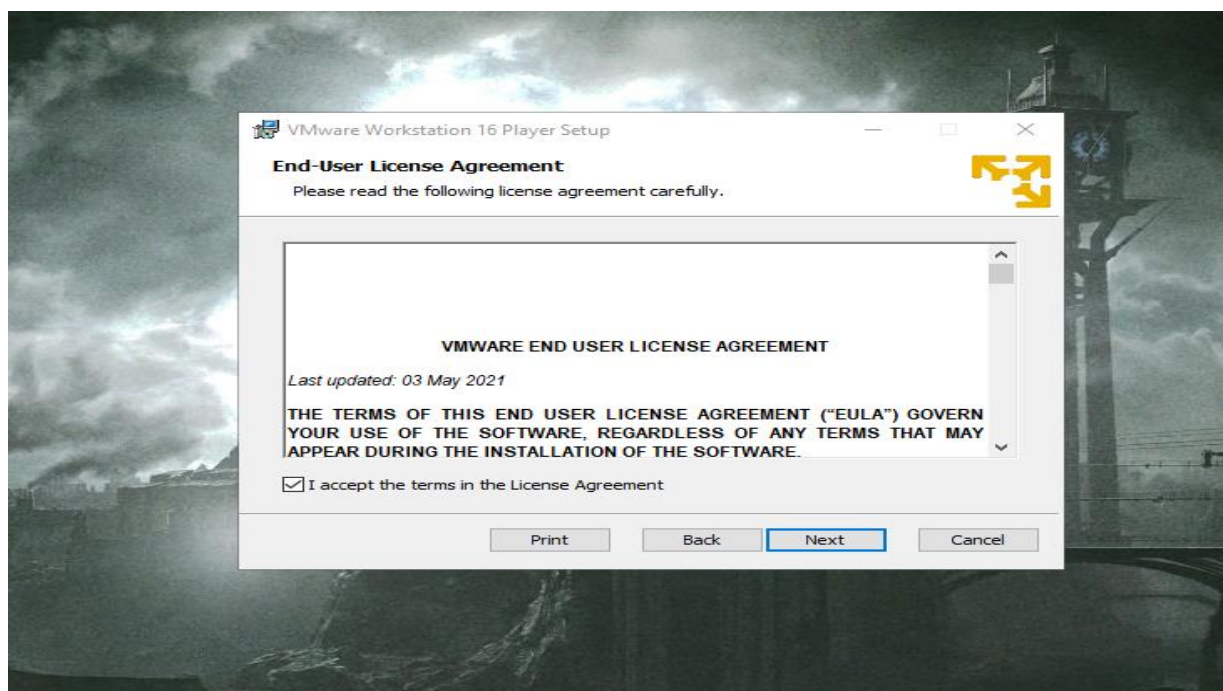 VMware Workstation 16 Player Setup
End-User License Agreement
Please read the following license agreement carefully.
VMWARE END USER LICENSE AGREEMENT
Last updated: 03 May 2021
THE TERMS OF THIS END USER LICENSE AGREEMENT (“EULA”) GOVERN
YOUR USE OF THE SOFTWARE, REGARDLESS OF ANY TERMS THAT MAY
APPEAR DURING THE INSTALLATION OF THE SOFTWARE.
I accept the terms in the License Agreement
Print Back Next Cancel